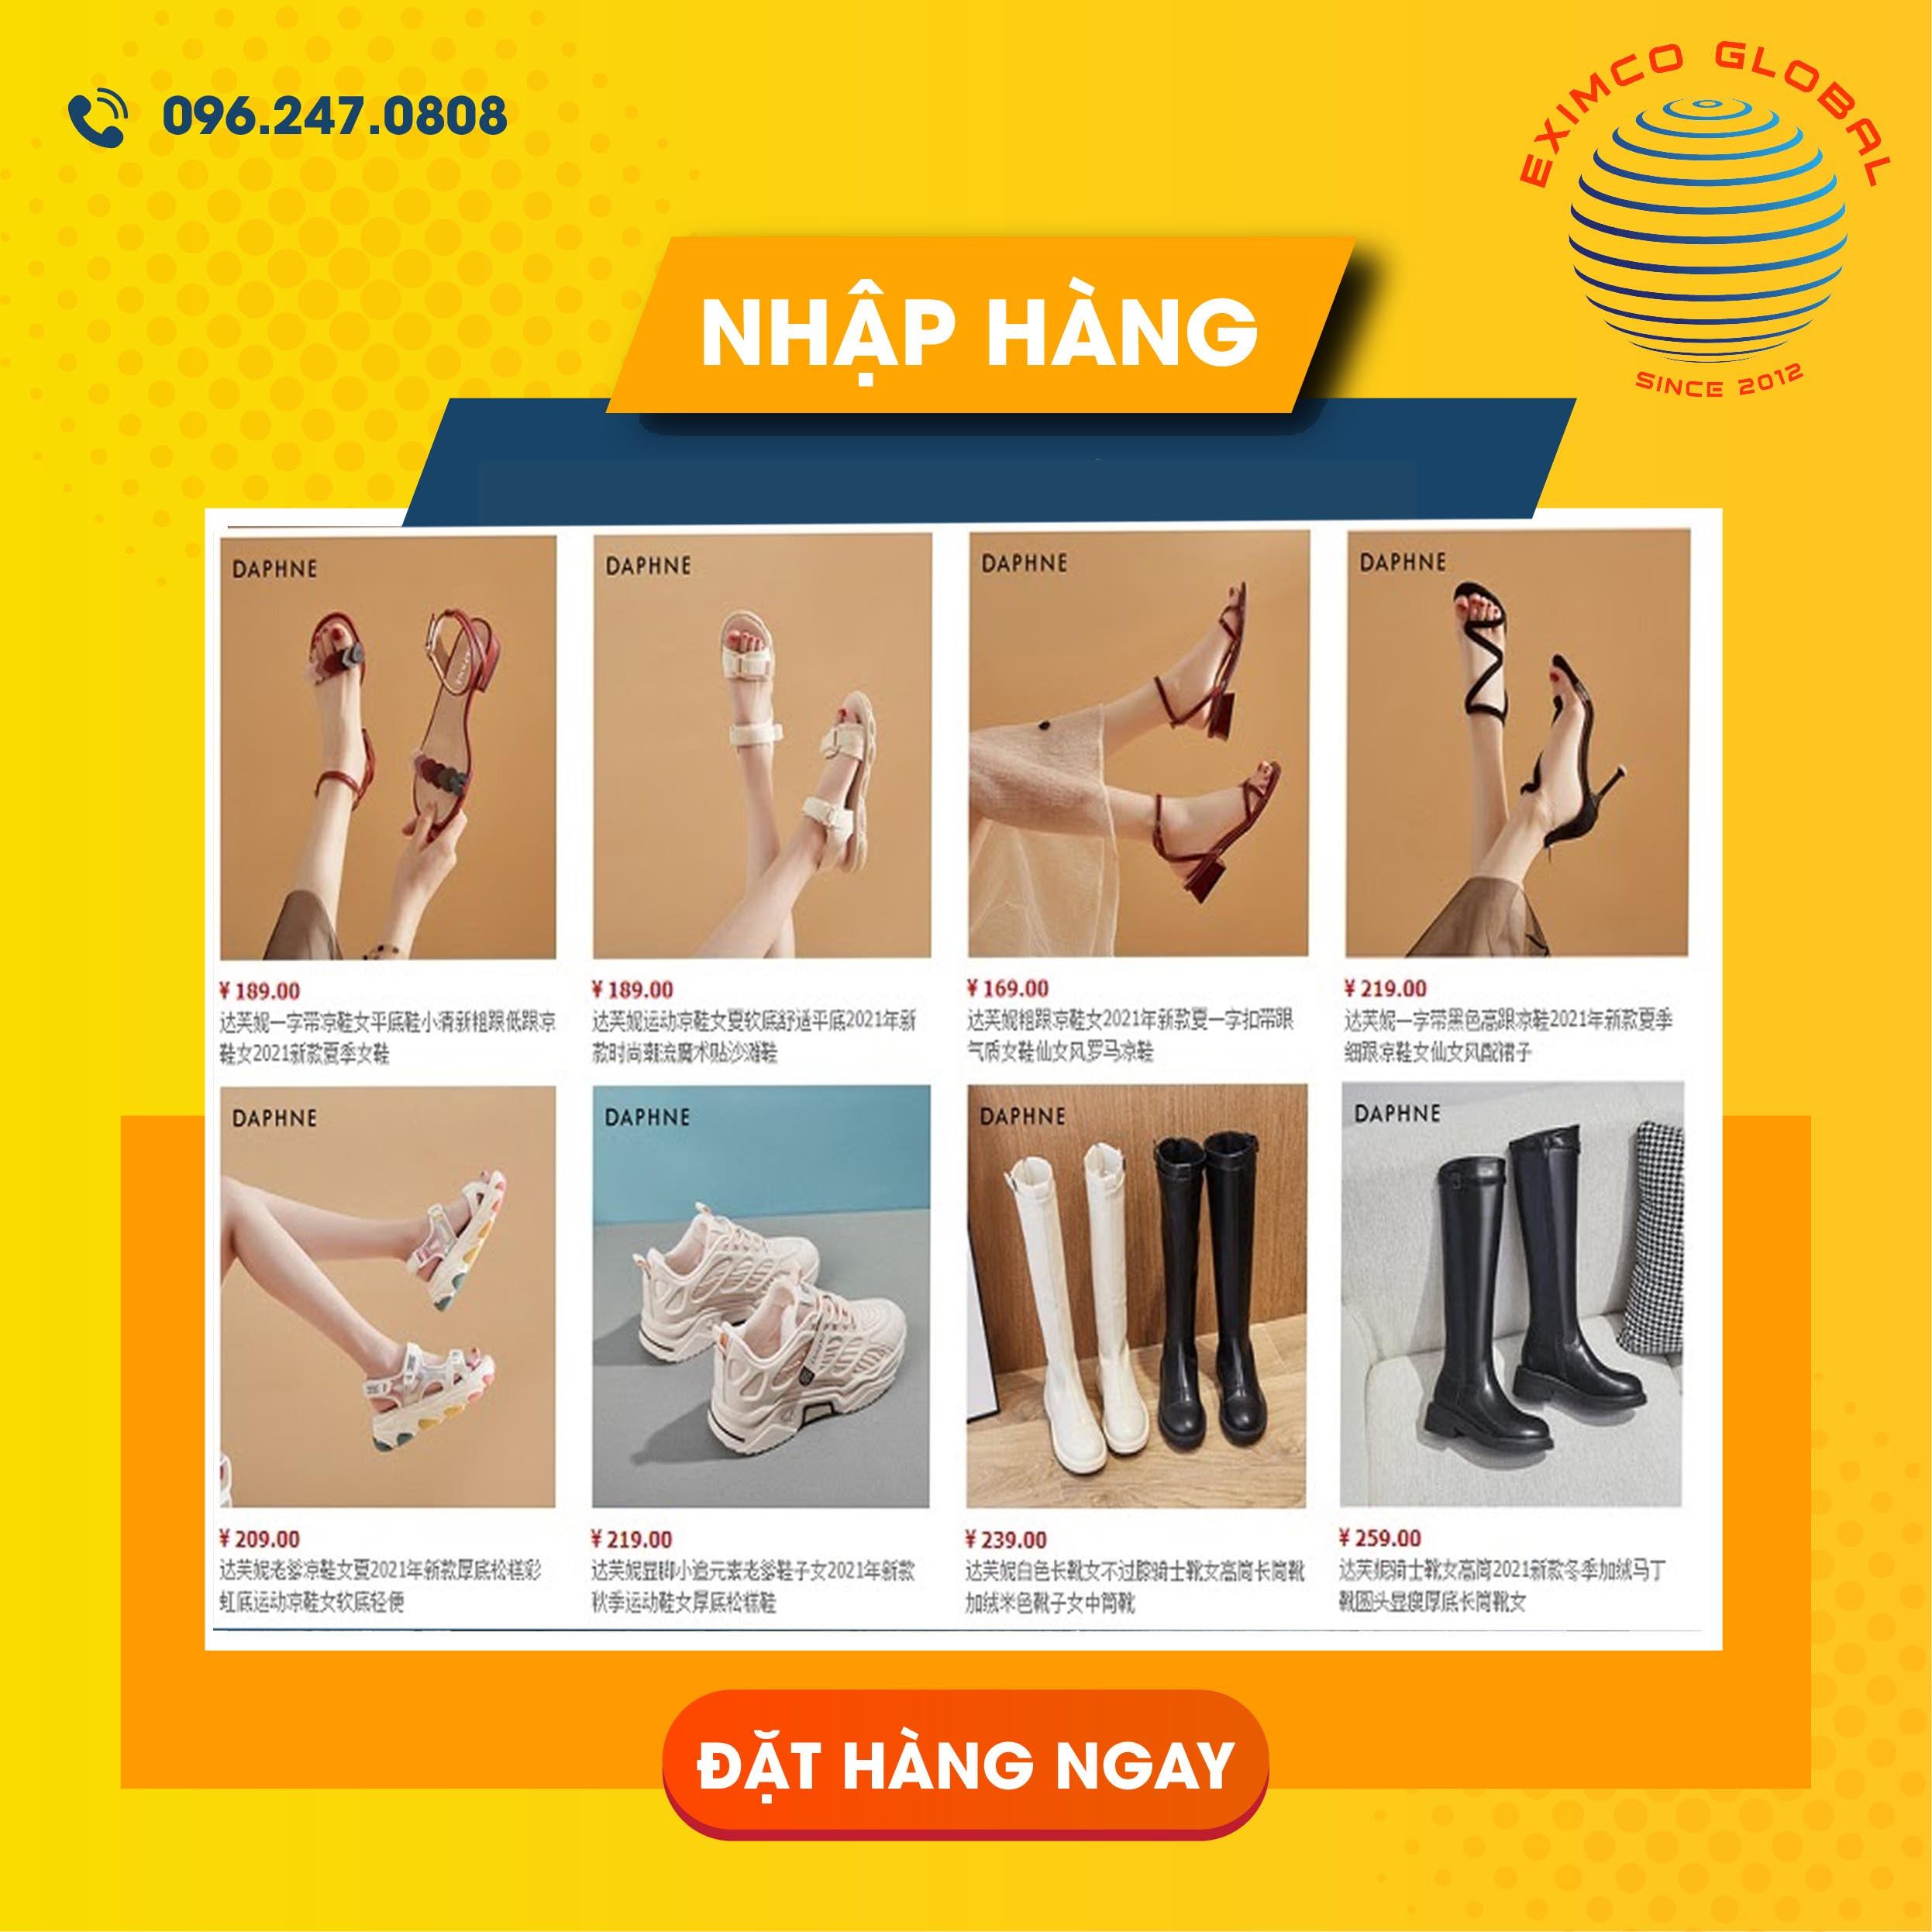 096.247.0808
EXIMCO GLOBAL
SINCE 2012
NHẬP HÀNG
DAPHNE
¥ 189.00
达芙妮一字带凉鞋女平底鞋小清新粗跟低跟凉
鞋女2021新款夏季女鞋
DAPHNE
¥ 189.00
达芙妮运动凉鞋女夏软底舒适平底2021年新
款时尚潮流魔术贴沙滩鞋
DAPHNE
¥ 169.00
达芙妮粗跟凉鞋女2021年新款夏一字扣带跟
气质女鞋仙女风罗马凉鞋
DAPHNE
¥ 219.00
达芙妮一字带黑色高跟凉鞋2021年新款夏季
细跟凉鞋女仙女风配裙子
DAPHNE
¥ 209.00
达芙妮老爹凉鞋女夏2021年新款厚底松糕彩
虹底运动凉鞋女软底轻便
DAPHNE
¥ 219.00
达芙妮显脚小追元素老爹鞋子女2021年新款
秋季运动鞋女厚底松糕鞋
DAPHNE
¥ 239.00
达芙妮白色长靴女不过膝骑士靴女高筒长筒靴
加绒米色靴子女中筒靴
DAPHNE
¥ 259.00
达芙妮骑士靴女高筒2021新款冬季加绒马丁
靴圆头显瘦厚底长筒靴女
ĐẶT HÀNG NGAY